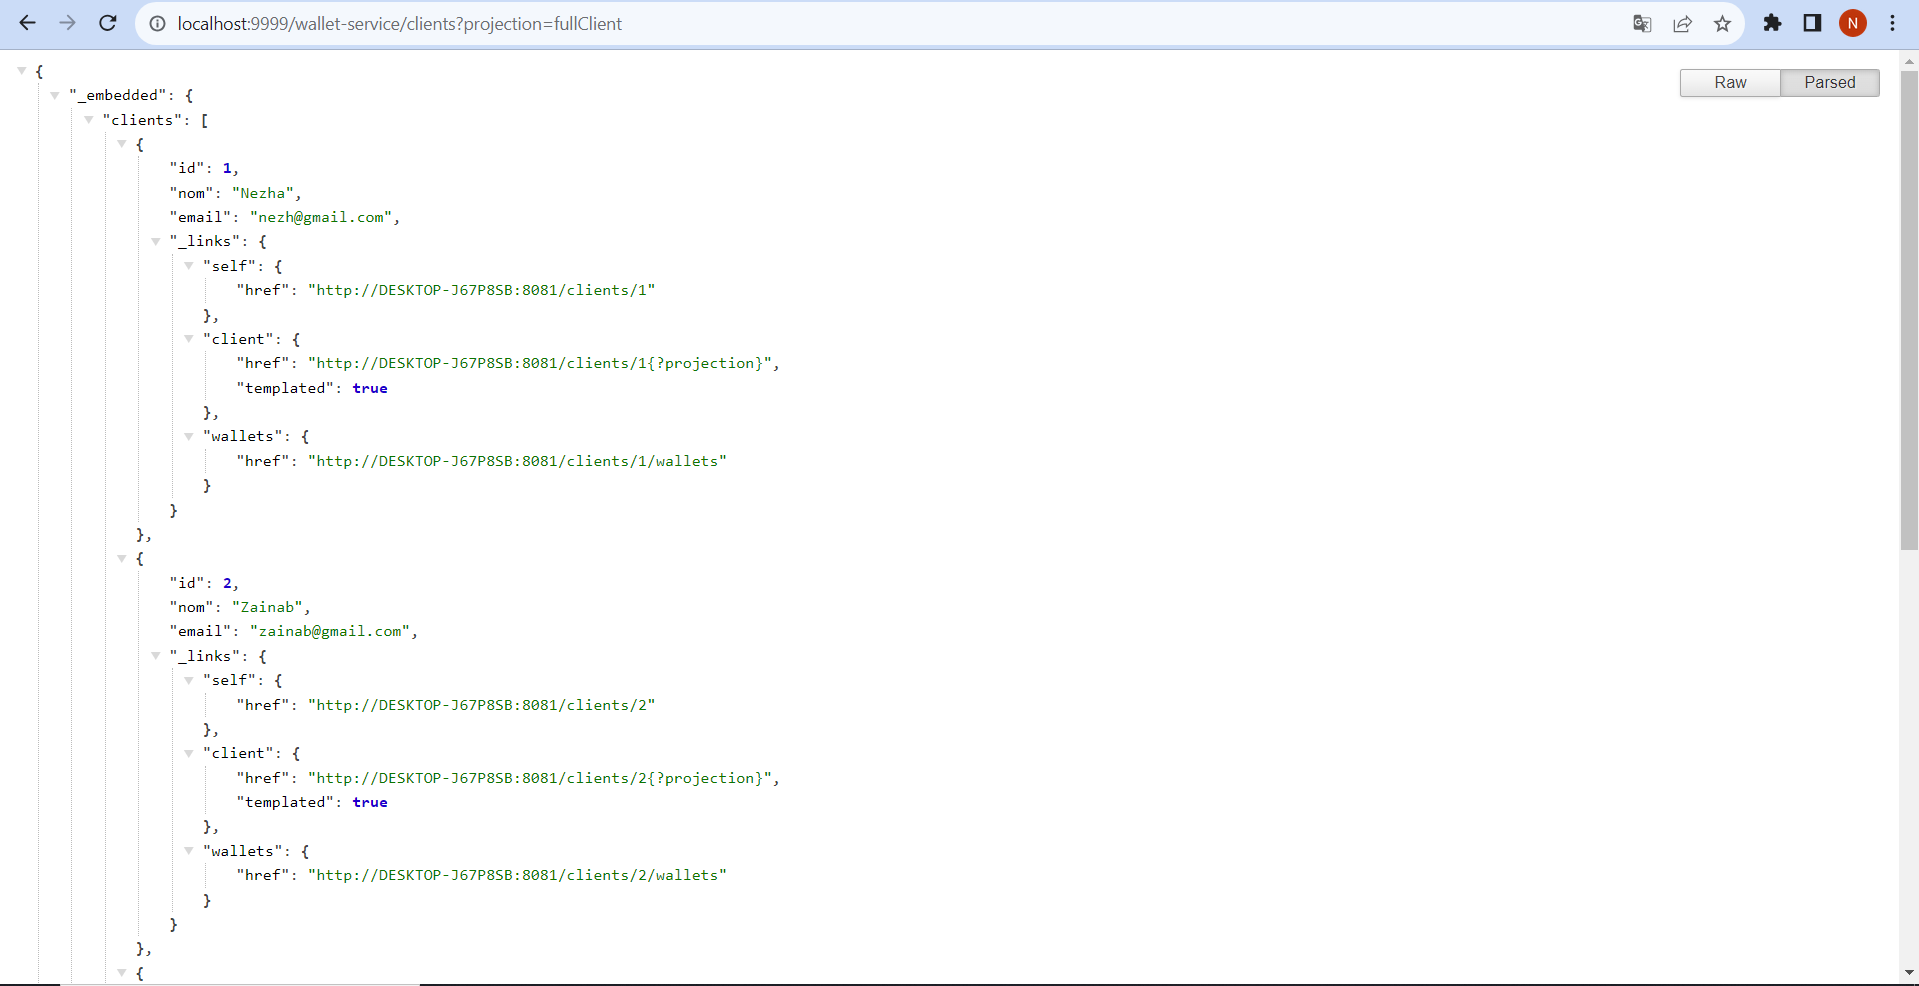 localhost:9999/wallet-service/clients?projection=fullClient
N
Raw Parsed
{
"_embedded": {
"clients": [
{
"id": 1,
"nom": "Nezha",
"email": "nezh@gmail.com",
"_links": {
"self": {
"href": "http://DESKTOP-J67P8SB:8081/clients/1"
},
"client": {
"href": "http://DESKTOP-J67P8SB:8081/clients/1{?projection}",
"templated": true
},
"wallets": {
"href": "http://DESKTOP-J67P8SB:8081/clients/1/wallets"
}
}
},
{
"id": 2,
"nom": "Zainab",
"email": "zainab@gmail.com",
"_links": {
"self": {
"href": "http://DESKTOP-J67P8SB:8081/clients/2"
},
"client": {
"href": "http://DESKTOP-J67P8SB:8081/clients/2{?projection}",
"templated": true
},
"wallets": {
"href": "http://DESKTOP-J67P8SB:8081/clients/2/wallets"
}
}
},
{